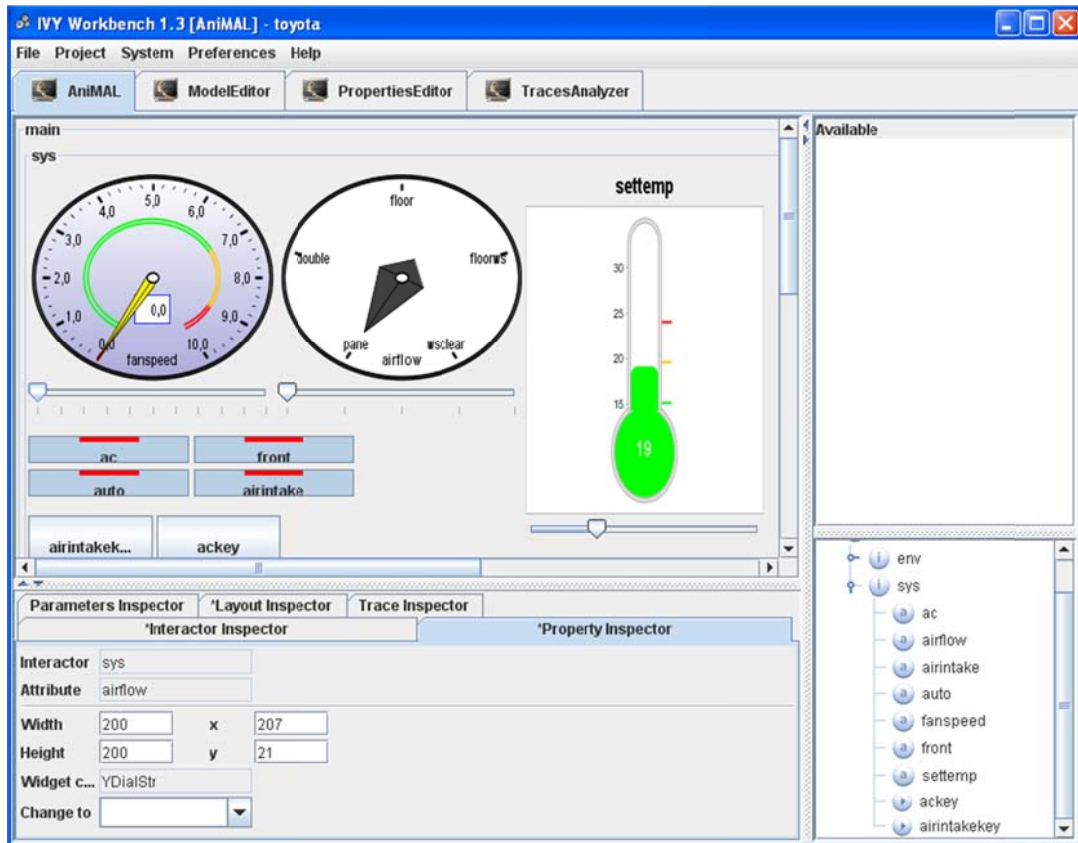 IVY Workbench 1.3 [AniMAL] - toyota
File Project System Preferences Help
AniMAL ModelEditor PropertiesEditor TracesAnalyzer
main
sys
Available
settemp
0,0
1,0
2,0
3,0
4,0
5,0
6,0
7,0
8,0
9,0
10,0
0,0
fanspeed
floor
double
floorws
pane
wsclear
airflow
30
25
20
15
19
ac front
auto airintake
airintakek... ackey
Parameters Inspector *Layout Inspector Trace Inspector
*Interactor Inspector *Property Inspector
Interactor sys
Attribute airflow
Width 200 x 207
Height 200 y 21
Widget c... YDialStr
Change to
env
sys
a ac
a airflow
a airintake
a auto
a fanspeed
a front
a settemp
ackey
airintakekey